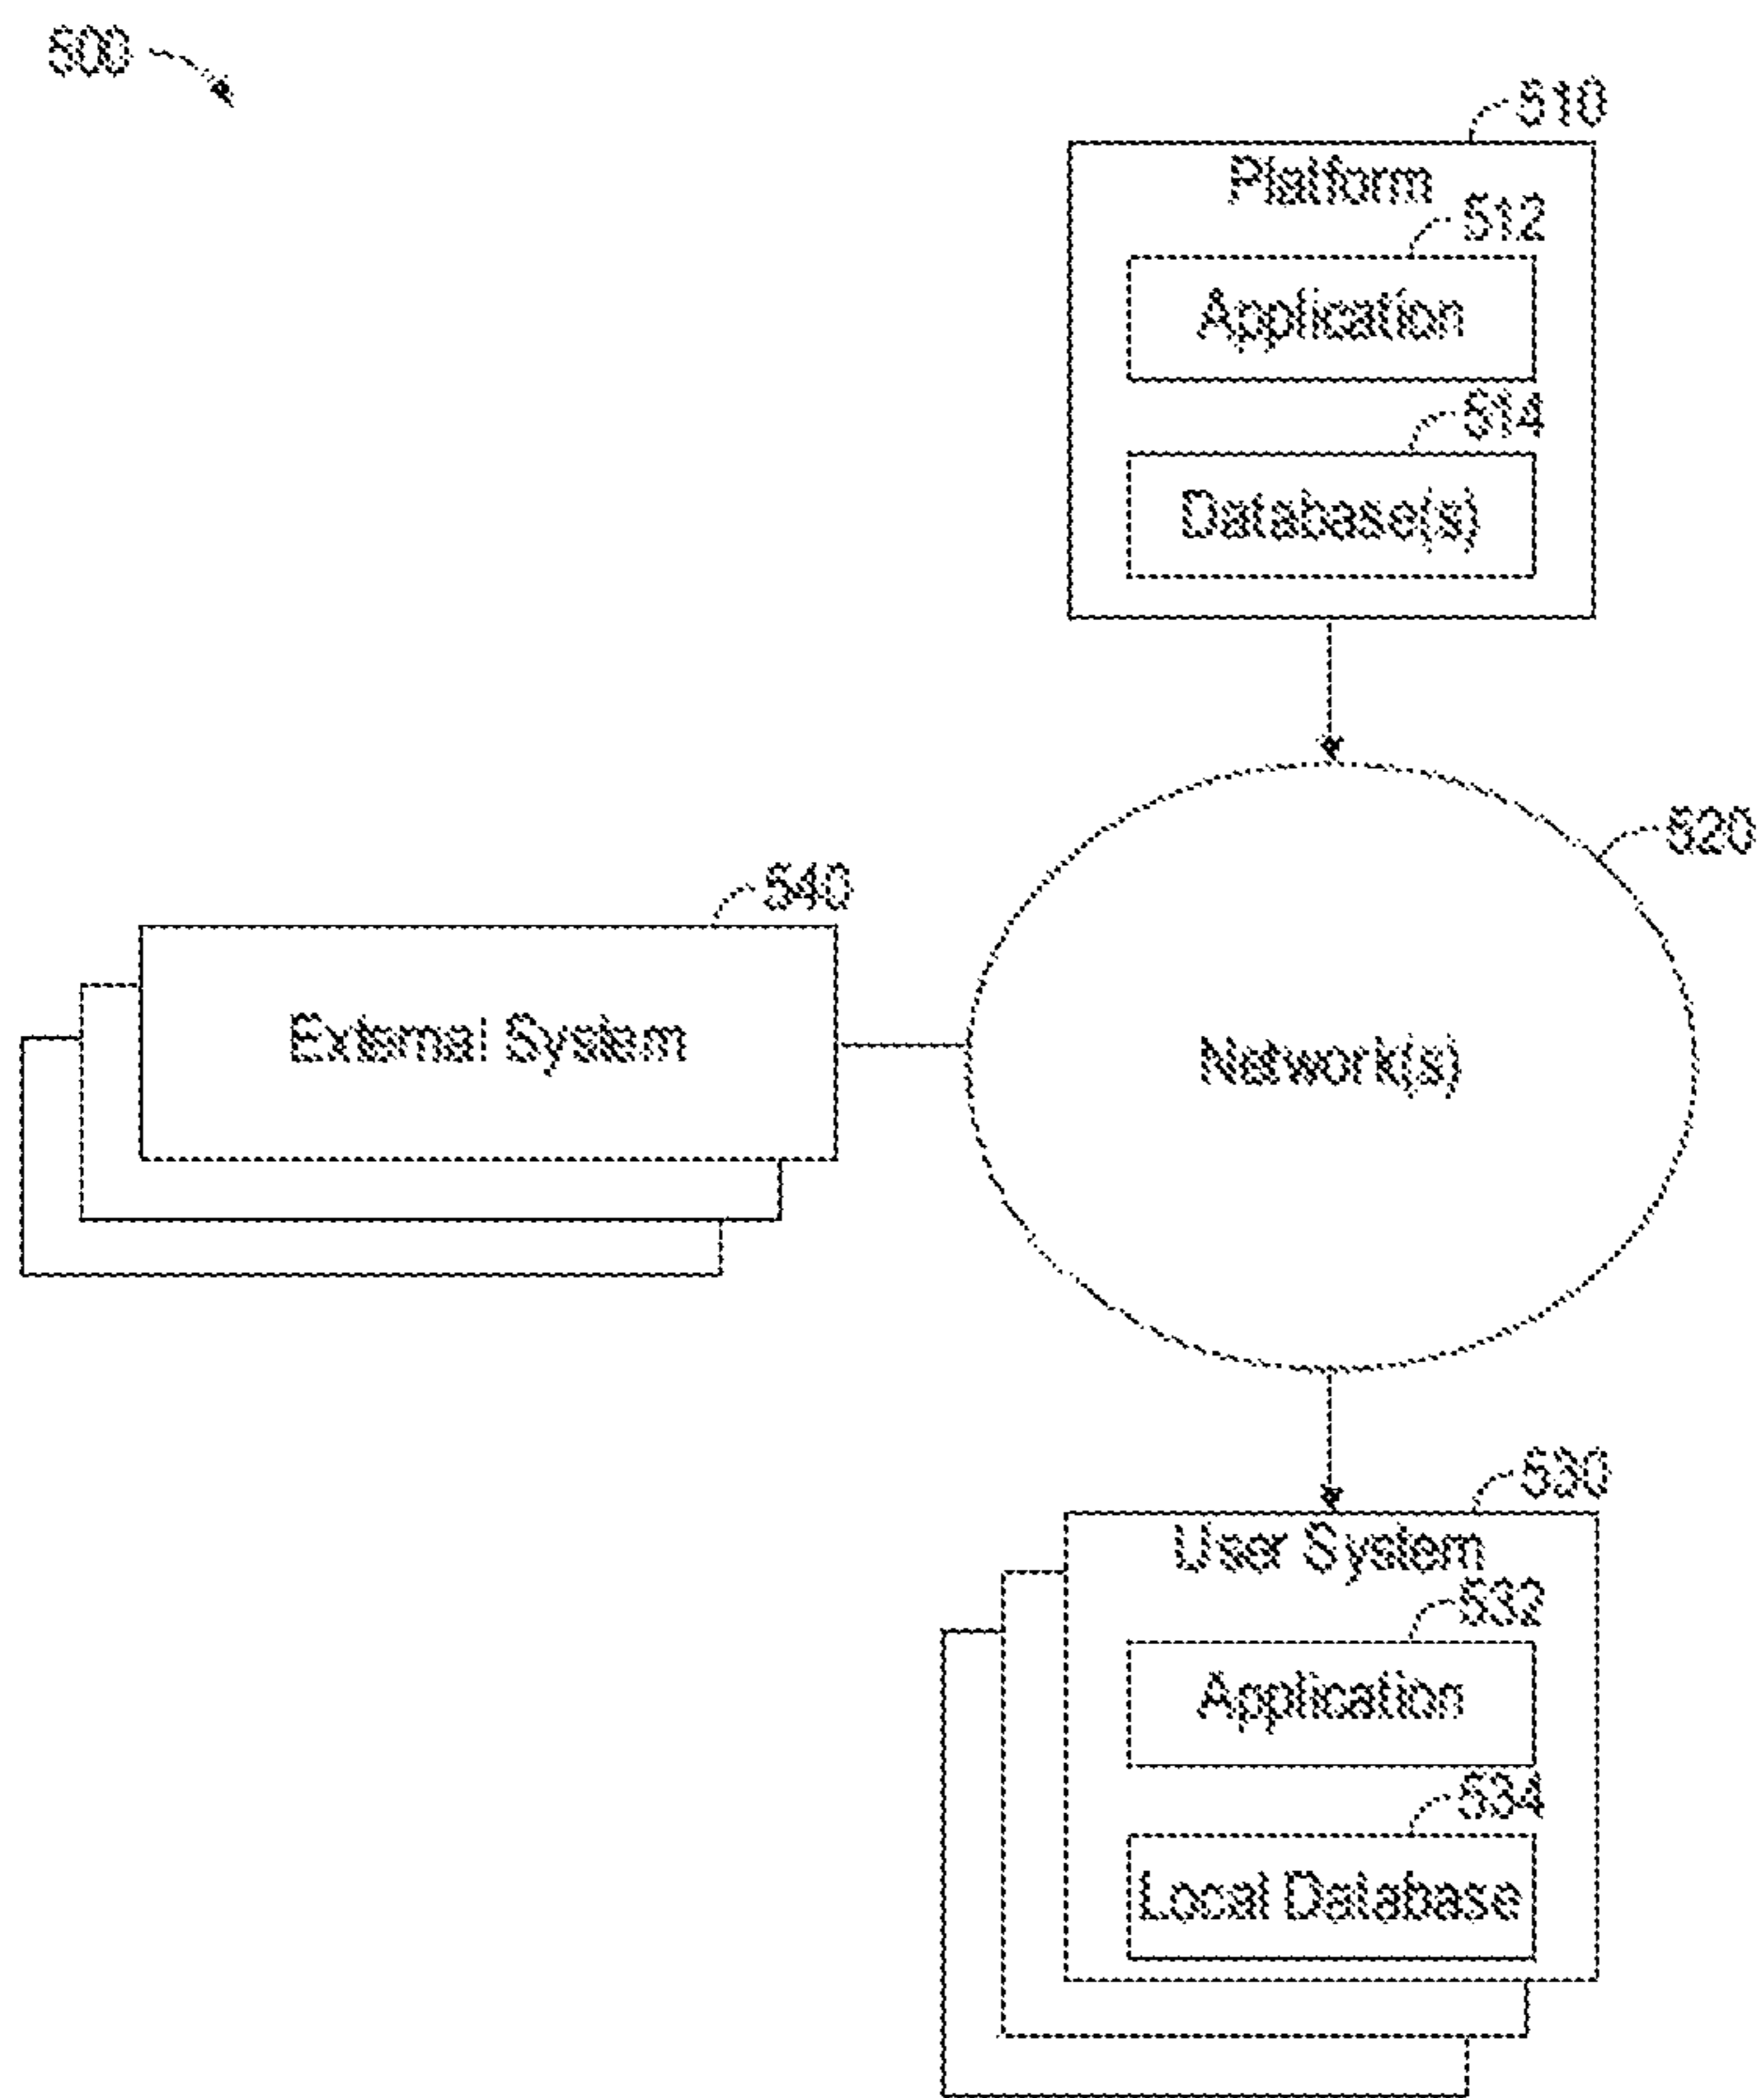 500
510
Platform
512
Application
514
Database(s)
520
540
External System
Network(s)
530
User System
532
Application
534
Local Database